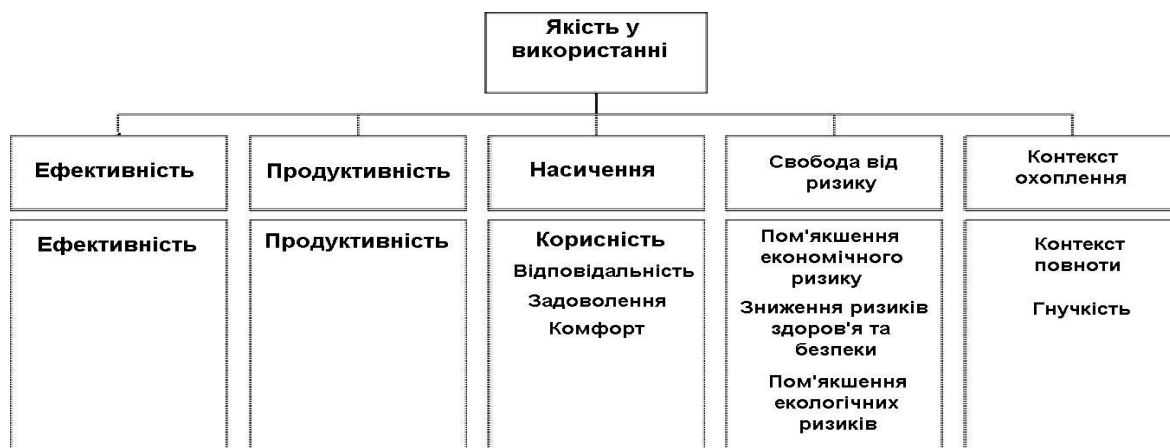 Якість у
використанні
Ефективність
Продуктивність
Насичення
Свобода від
ризику
Контекст
охоплення
Ефективність
Продуктивність
Корисність
Відповідальність
Задоволення
Комфорт
Пом'якшення
економічного
ризику
Зниження ризиків
здоров'я та
безпеки
Пом'якшення
екологічних
ризиків
Контекст
повноти
Гнучкість